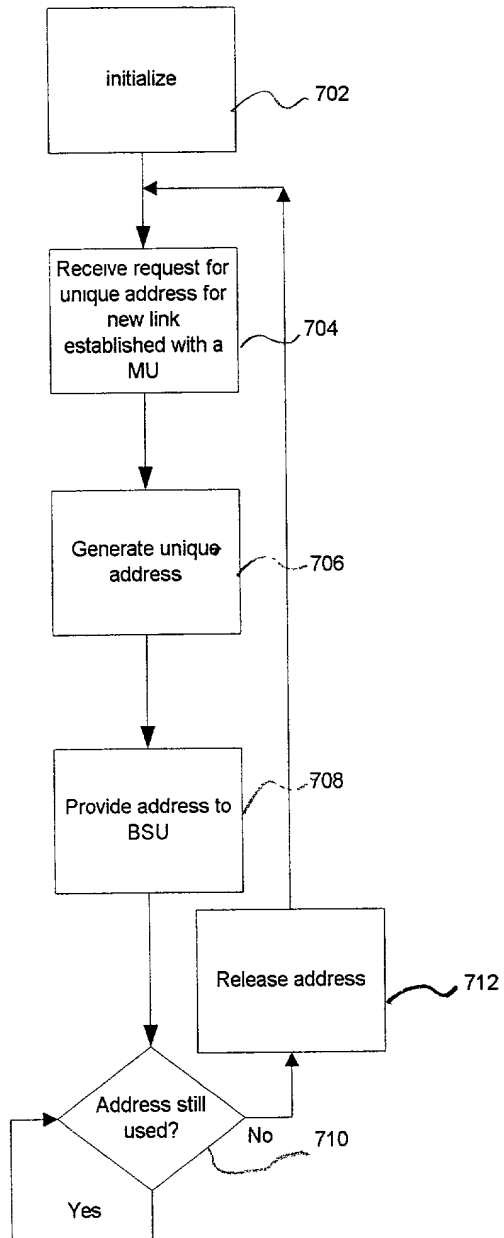 initialize
702
Receive request for
unique address for
new link
established with a
MU
704
Generate unique
address
706
Provide address to
BSU
708
Release address
712
Address still
used?
No
710
Yes